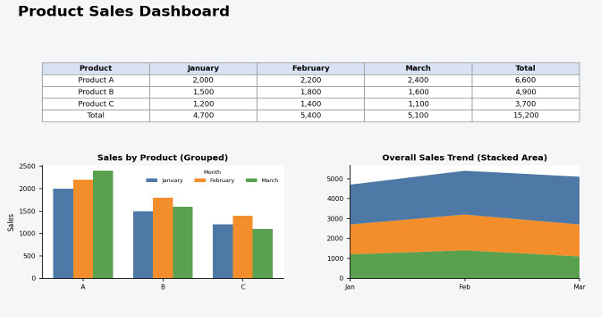 Product Sales Dashboard
Product January February March Total
Product A 2,000 2,200 2,400 6,600
Product B 1,500 1,800 1,600 4,900
Product C 1,200 1,400 1,100 3,700
Total 4,700 5,400 5,100 15,200
Sales by Product (Grouped)
Month
January February March
Sales
2500
2000
1500
1000
500
0
A B C
Overall Sales Trend (Stacked Area)
5000
4000
3000
2000
1000
0
Jan Feb Mar